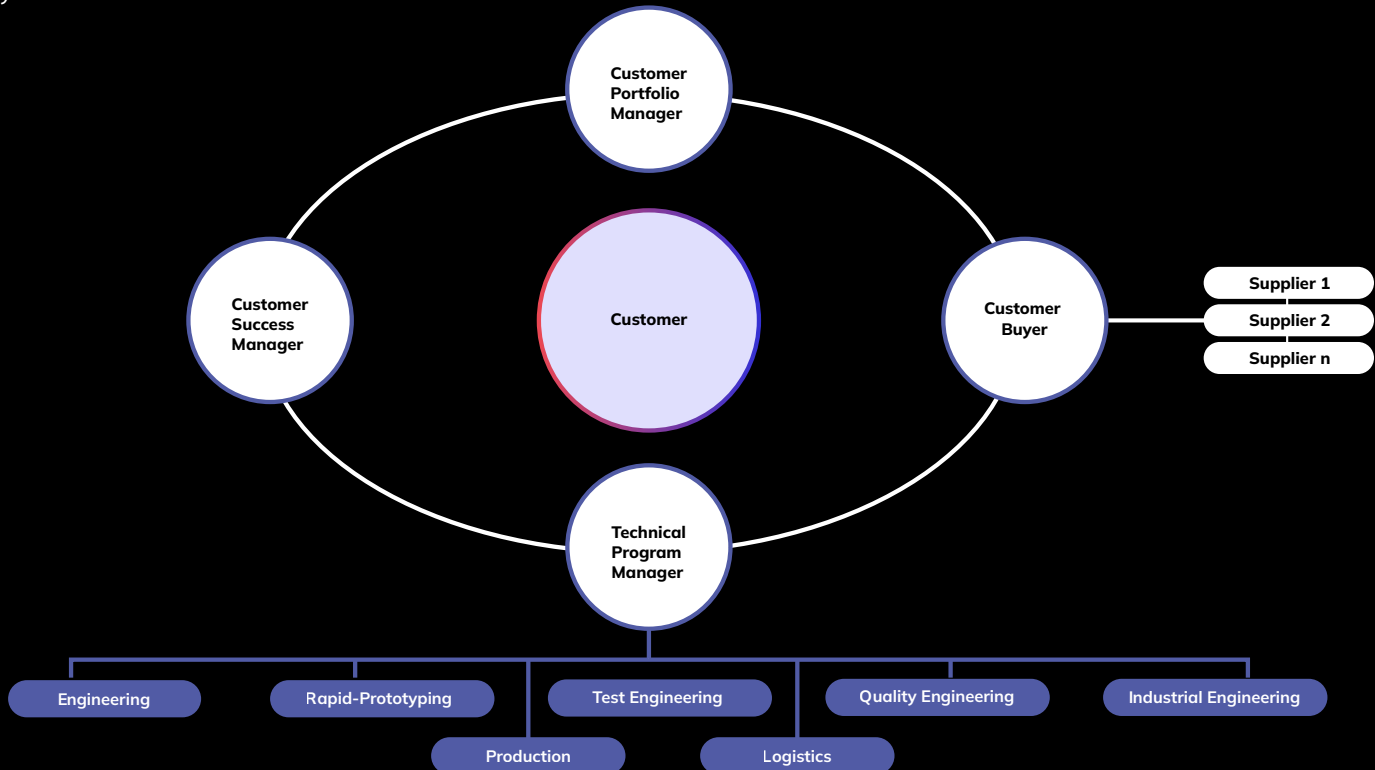 Customer
Portfolio
Manager
Customer
Success
Manager
Customer
Customer
Buyer
Supplier 1
Supplier 2
Supplier n
Technical
Program
Manager
Engineering
Rapid-Prototyping
Test Engineering
Quality Engineering
Industrial Engineering
Production
Logistics